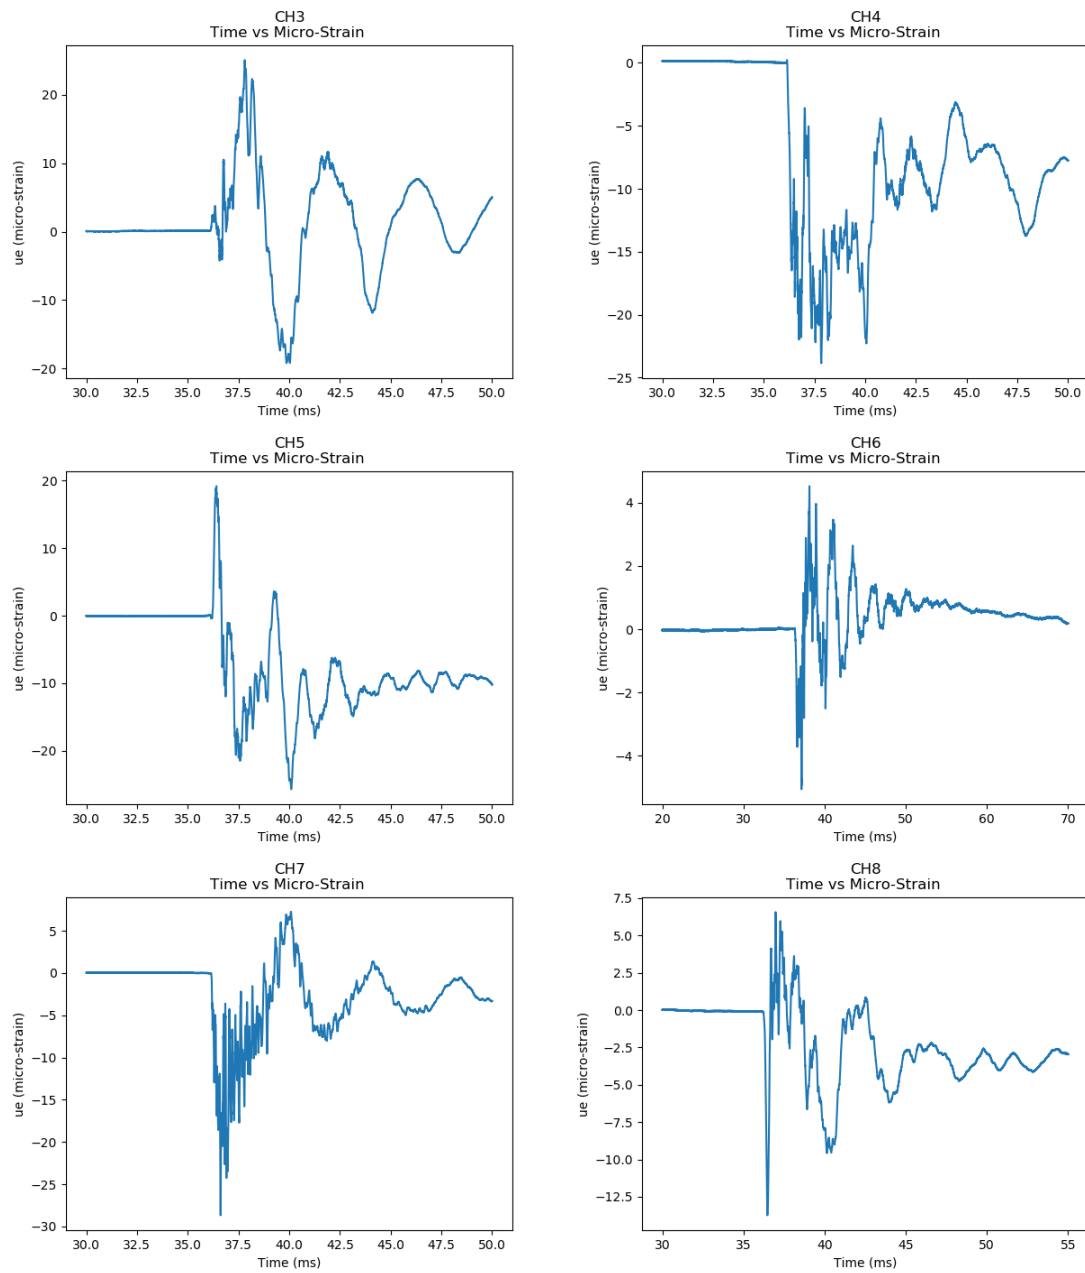 CH3
Time vs Micro-Strain
20
10
0
−10
−20
ue (micro-strain)
30.0 32.5 35.0 37.5 40.0 42.5 45.0 47.5 50.0
Time (ms)
CH4
Time vs Micro-Strain
0
−5
−10
−15
−20
−25
ue (micro-strain)
30.0 32.5 35.0 37.5 40.0 42.5 45.0 47.5 50.0
Time (ms)
CH5
Time vs Micro-Strain
20
10
0
−10
−20
ue (micro-strain)
30.0 32.5 35.0 37.5 40.0 42.5 45.0 47.5 50.0
Time (ms)
CH6
Time vs Micro-Strain
4
2
0
−2
−4
ue (micro-strain)
20 30 40 50 60 70
Time (ms)
CH7
Time vs Micro-Strain
5
0
−5
−10
−15
−20
−25
−30
ue (micro-strain)
30.0 32.5 35.0 37.5 40.0 42.5 45.0 47.5 50.0
Time (ms)
CH8
Time vs Micro-Strain
7.5
5.0
2.5
0.0
−2.5
−5.0
−7.5
−10.0
−12.5
ue (micro-strain)
30 35 40 45 50 55
Time (ms)